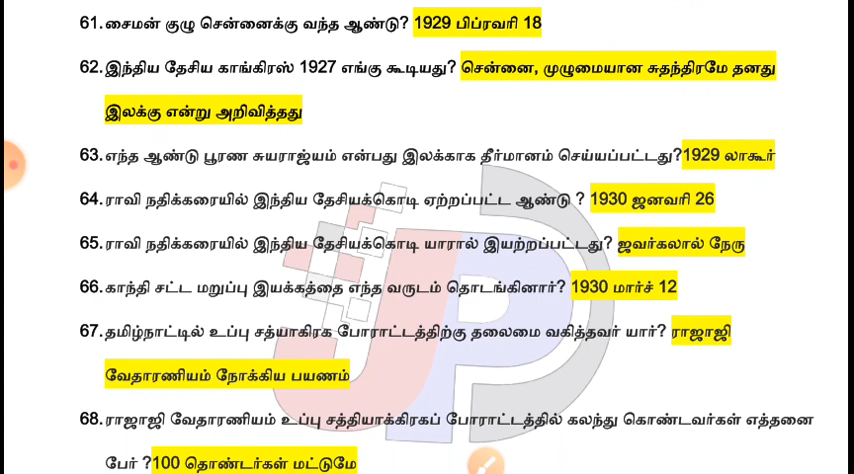 61. சைமன் குழு சென்னைக்கு வந்த ஆண்டு? 1929 பிப்ரவரி 18
62. இந்திய தேசிய காங்கிரஸ் 1927 எங்கு கூடியது? சென்னை, முழுமையான சுதந்திரமே தனது
இலக்கு என்று அறிவித்தது
63. எந்த ஆண்டு பூரண சுயராஜ்யம் என்பது இலக்காக தீர்மானம் செய்யப்பட்டது? 1929 லாகூர்
64. ராவி நதிக்கரையில் இந்திய தேசியக்கொடி ஏற்றப்பட்ட ஆண்டு ? 1930 ஜனவரி 26
65. ராவி நதிக்கரையில் இந்திய தேசியக்கொடி யாரால் இயற்றப்பட்டது? ஜவர்கலால் நேரு
66. காந்தி சட்ட மறுப்பு இயக்கத்தை எந்த வருடம் தொடங்கினார்? 1930 மார்ச் 12
67. தமிழ்நாட்டில் உப்பு சத்யாகிரக போராட்டத்திற்கு தலைமை வகித்தவர் யார்? ராஜாஜி
வேதாரணியம் நோக்கிய பயணம்
68. ராஜாஜி வேதாரணியம் உப்பு சத்தியாக்கிரகப் போராட்டத்தில் கலந்து கொண்டவர்கள் எத்தனை
பேர் ? 100 தொண்டர்கள் மட்டுமே